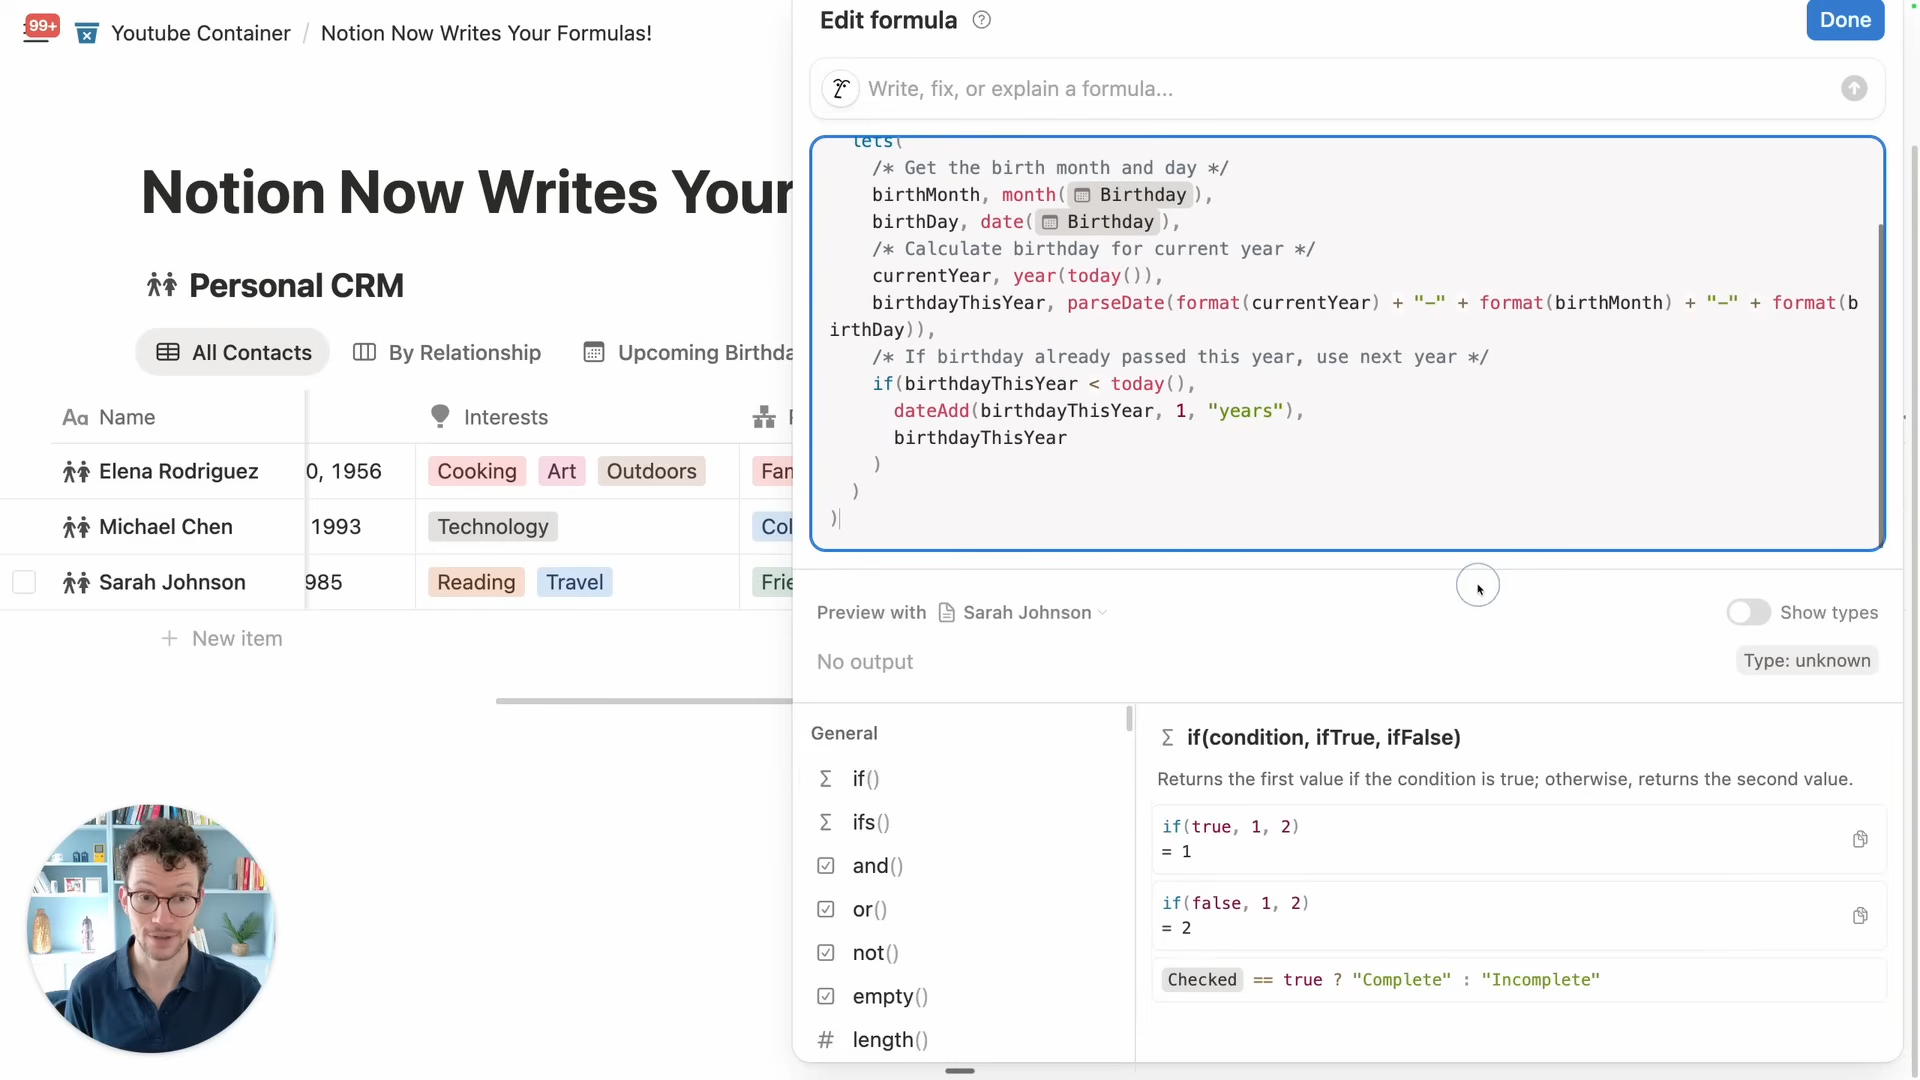 99+
Youtube Container / Notion Now Writes Your Formulas!
Notion Now Writes Your
Personal CRM
All Contacts
By Relationship
Upcoming Birthda
Aa Name
Interests
Elena Rodriguez
0, 1956
Cooking
Art
Outdoors
Fam
Michael Chen
1993
Technology
Col
Sarah Johnson
985
Reading
Travel
Frie
+ New item
Edit formula
Done
Write, fix, or explain a formula...
lets(
/* Get the birth month and day */
birthMonth, month( Birthday ),
birthDay, date( Birthday ),
/* Calculate birthday for current year */
currentYear, year(today()),
birthdayThisYear, parseDate(format(currentYear) + "-" + format(birthMonth) + "-" + format(b
irthDay)),
/* If birthday already passed this year, use next year */
if(birthdayThisYear < today(),
dateAdd(birthdayThisYear, 1, "years"),
birthdayThisYear
)
)
)
Preview with Sarah Johnson
Show types
No output
Type: unknown
General
Σ if()
Σ ifs()
and()
or()
not()
empty()
# length()
Σ if(condition, ifTrue, ifFalse)
Returns the first value if the condition is true; otherwise, returns the second value.
if(true, 1, 2)
= 1
if(false, 1, 2)
= 2
Checked == true ? "Complete" : "Incomplete"